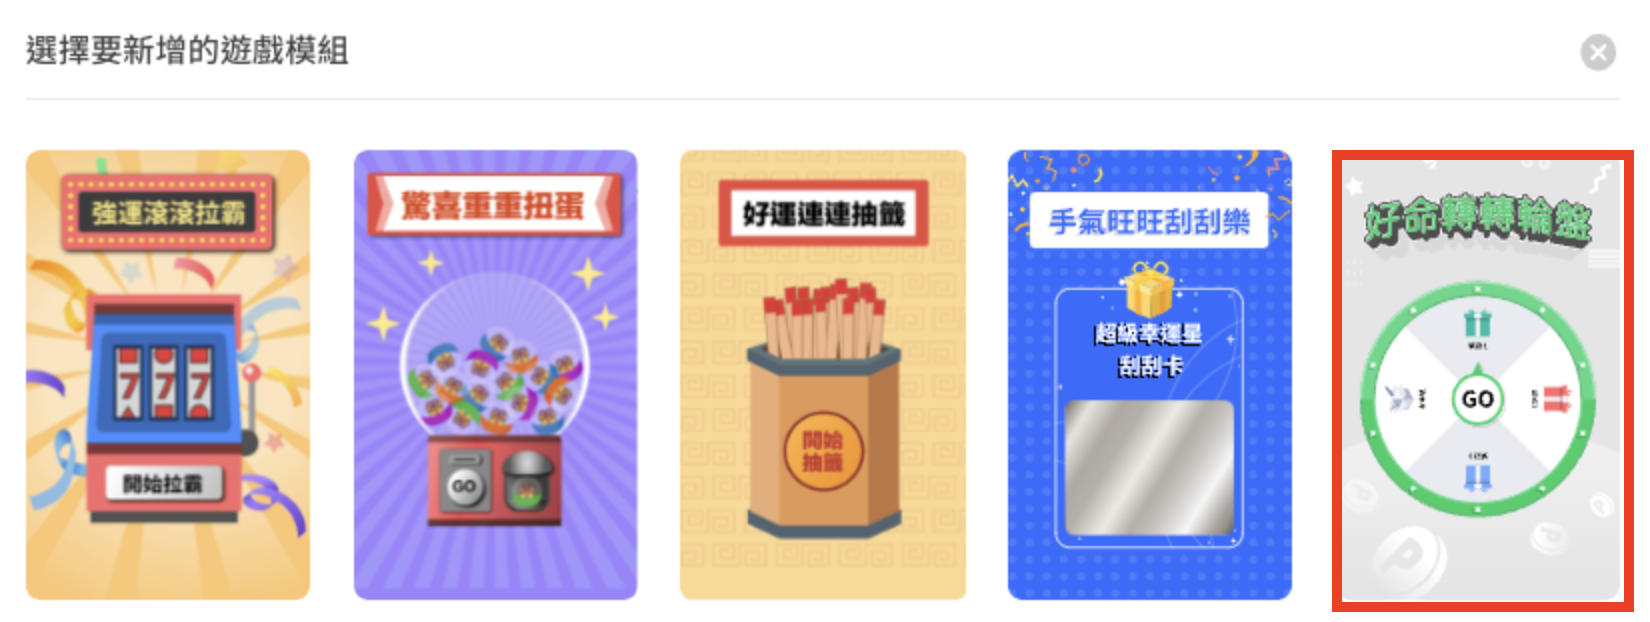 選擇要新增的遊戲模組
強運滾滾拉霸
777
開始拉霸
驚喜重重扭蛋
GO
好運連連抽籤
開始
抽籤
手氣旺旺刮刮樂
超級幸運星
刮刮卡
好命轉轉輪盤
GO